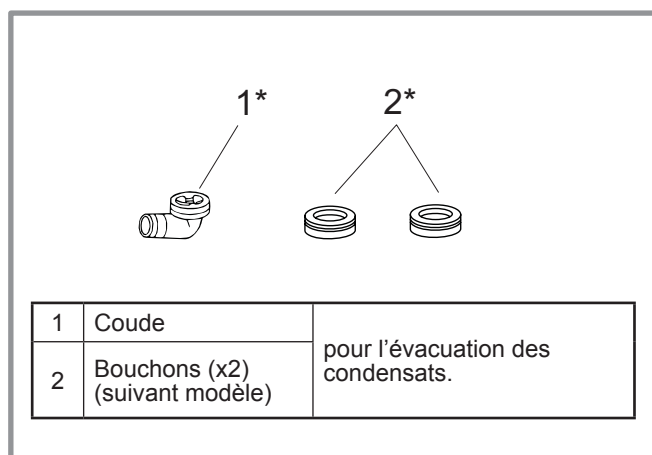 1*
2*
1
Coude
2
Bouchons (x2)
(suivant modèle)
pour l’évacuation des
condensats.